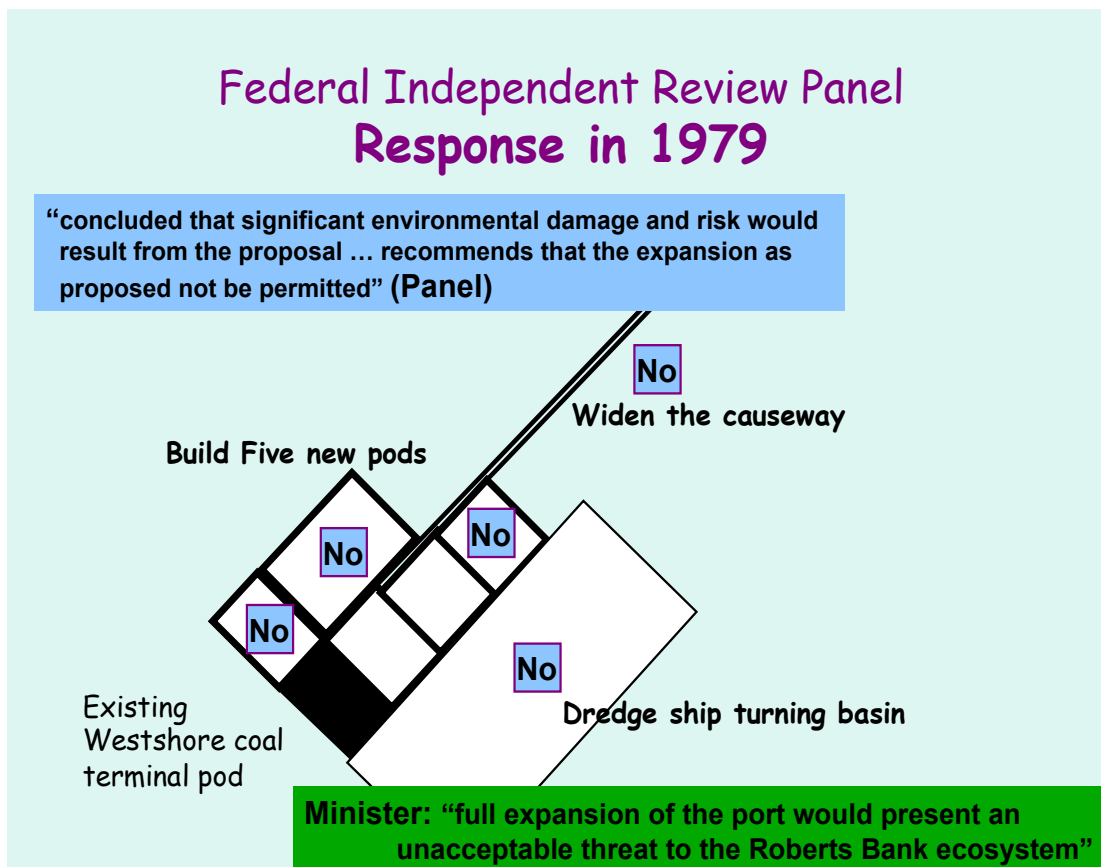 Federal Independent Review Panel
Response in 1979
“concluded that significant environmental damage and risk would
result from the proposal … recommends that the expansion as
proposed not be permitted” (Panel)
No
Widen the causeway
Build Five new pods
No
No
No
No
Dredge ship turning basin
Existing
Westshore coal
terminal pod
Minister: “full expansion of the port would present an
unacceptable threat to the Roberts Bank ecosystem”